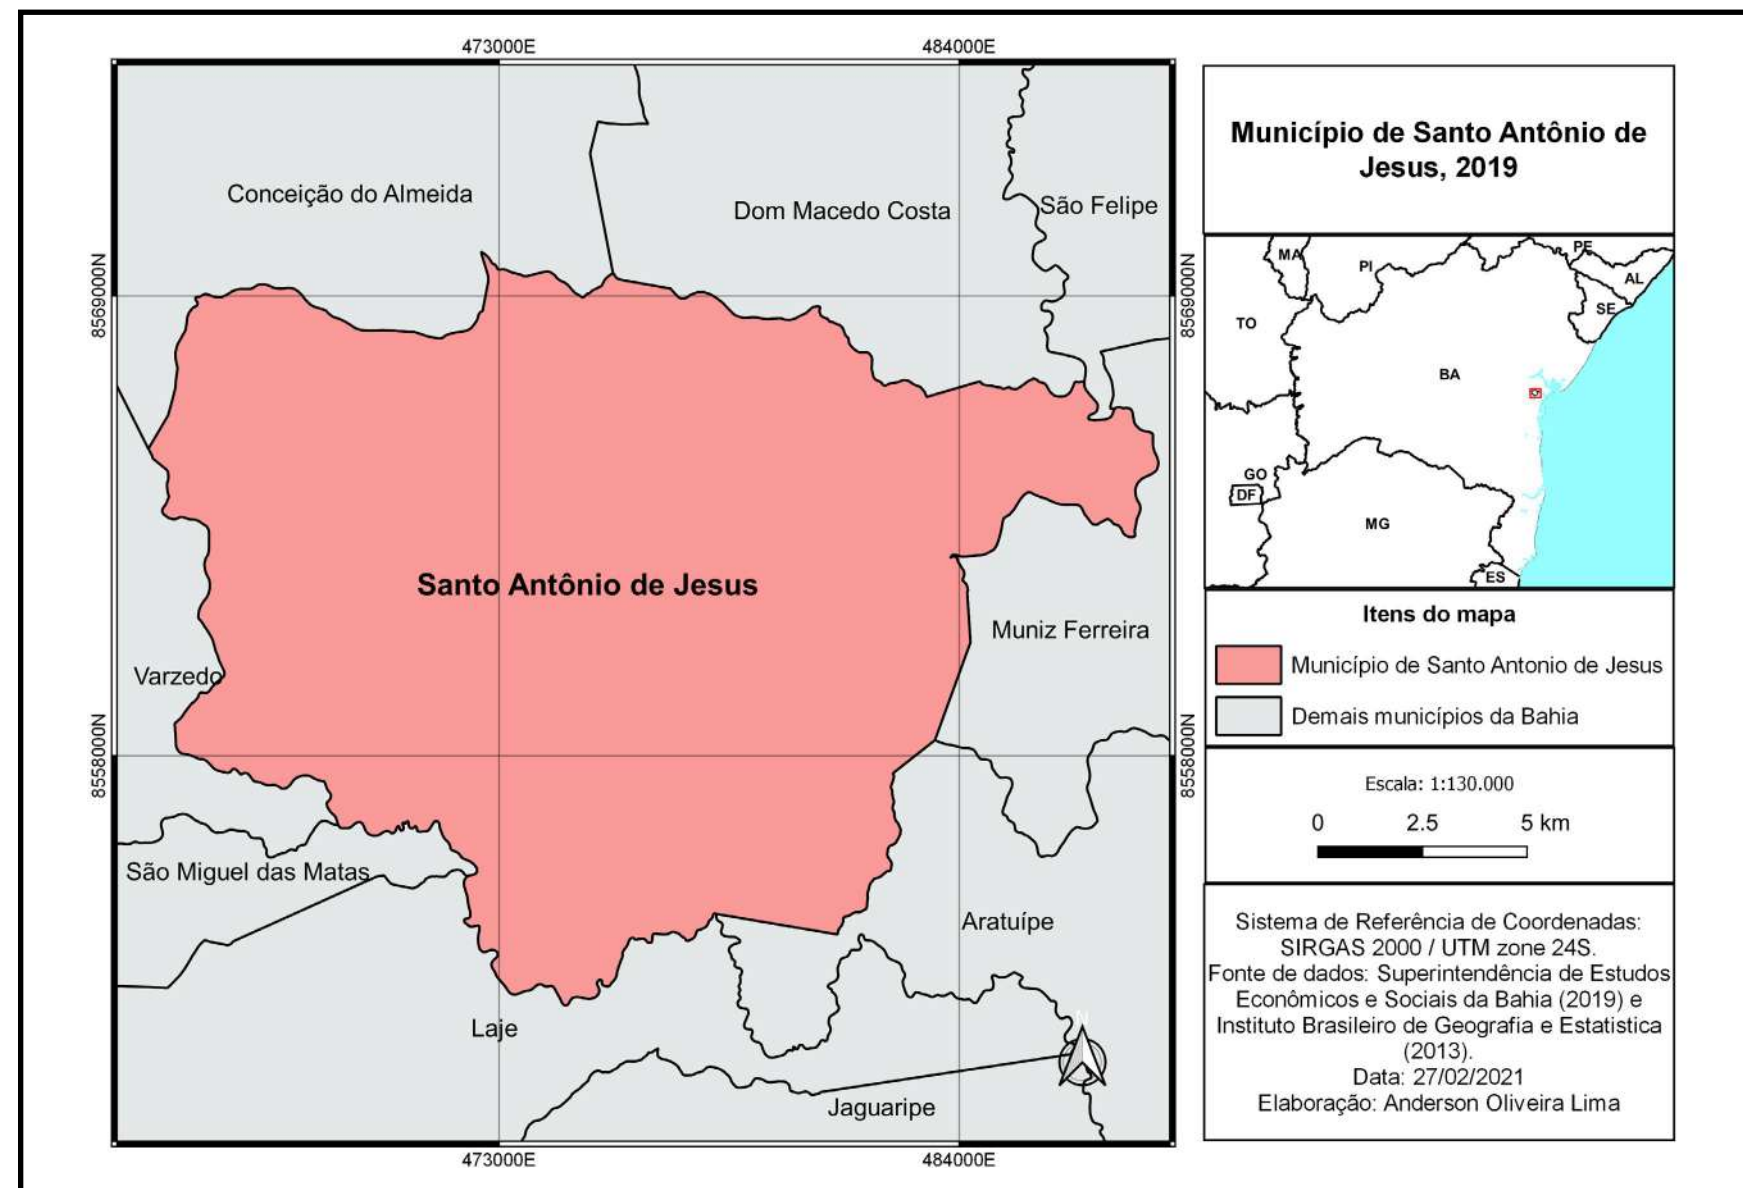 473000E
484000E
8569000N
8569000N
8558000N
8558000N
473000E
484000E
Conceição do Almeida
Dom Macedo Costa
São Felipe
Santo Antônio de Jesus
Muniz Ferreira
Varzedo
São Miguel das Matas
Aratuípe
Laje
Jaguaripe
N
Município de Santo Antônio de
Jesus, 2019
MA
PI
PE
AL
SE
TO
BA
GO
DF
MG
ES
Itens do mapa
Município de Santo Antonio de Jesus
Demais municípios da Bahia
Escala: 1:130.000
0 2.5 5 km
Sistema de Referência de Coordenadas:
SIRGAS 2000 / UTM zone 24S.
Fonte de dados: Superintendência de Estudos
Econômicos e Sociais da Bahia (2019) e
Instituto Brasileiro de Geografia e Estatistica
(2013).
Data: 27/02/2021
Elaboração: Anderson Oliveira Lima